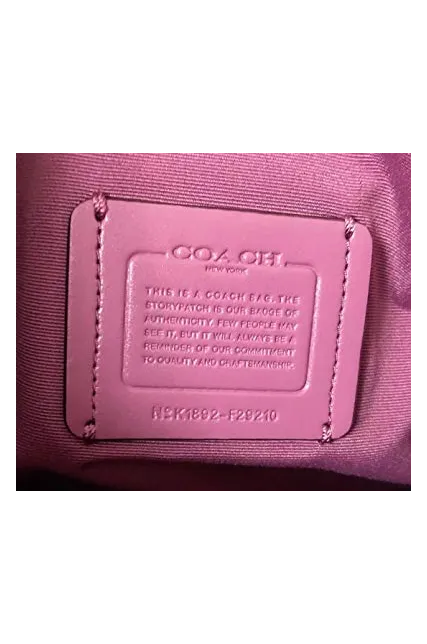 COACH
NEW YORK
THIS IS A COACH BAG. THE
STORYPATCH IS OUR BADGE OF
AUTHENTICITY. FEW PEOPLE MAY
SEE IT, BUT IT WILL ALWAYS BE A
REMINDER OF OUR COMMITMENT
TO QUALITY AND CRAFTSMANSHIP.
N2K1892-F29210